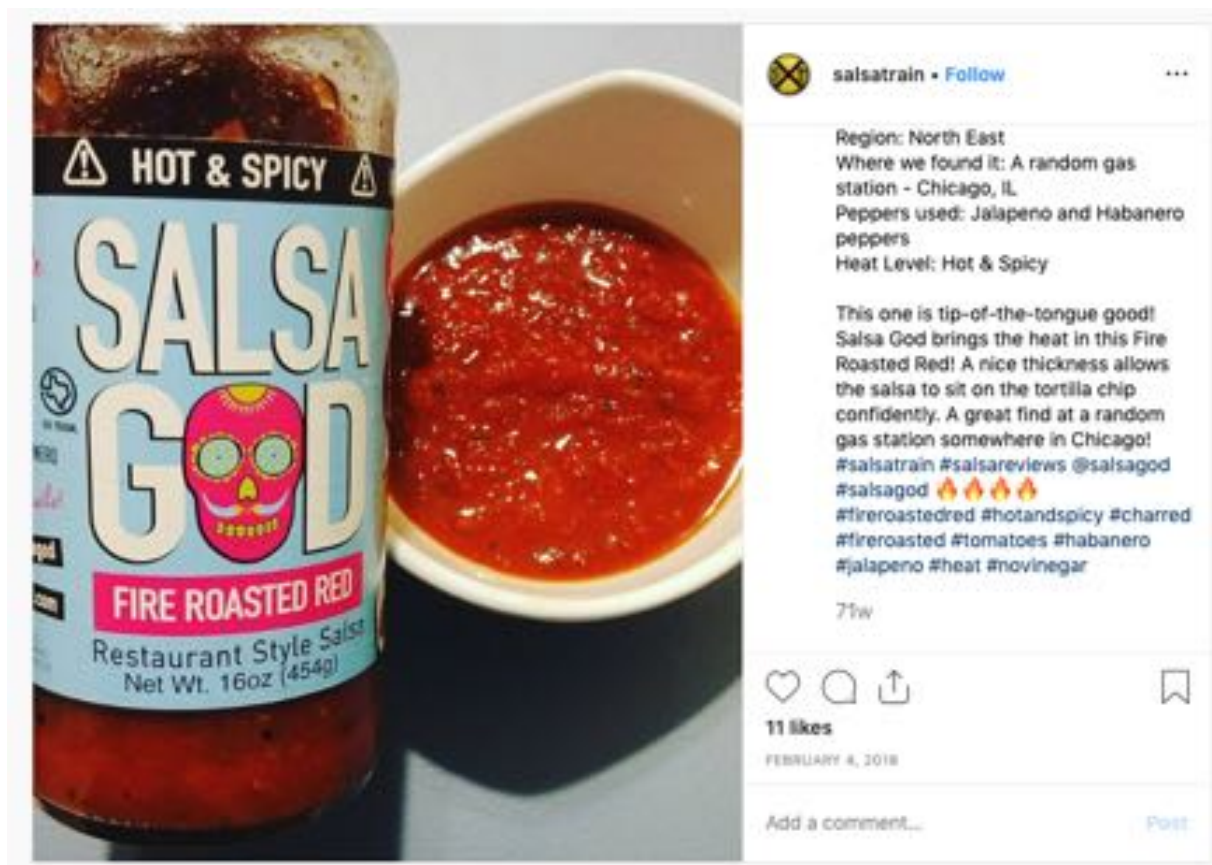 HOT & SPICY
SALSA
GOD
FIRE ROASTED RED
Restaurant Style Salsa
Net Wt. 16oz (454g)
salsatrain • Follow
Region: North East
Where we found it: A random gas
station - Chicago, IL
Peppers used: Jalapeno and Habanero
peppers
Heat Level: Hot & Spicy
This one is tip-of-the-tongue good!
Salsa God brings the heat in this Fire
Roasted Red! A nice thickness allows
the salsa to sit on the tortilla chip
confidently. A great find at a random
gas station somewhere in Chicago!
#salsatrain #salsareviews @salsagod
#salsagod 🔥🔥🔥🔥
#fireroastedred #hotandspicy #charred
#fireroasted #tomatoes #habanero
#jalapeno #heat #novinegar
71w
11 likes
FEBRUARY 4, 2018
Add a comment...
Post